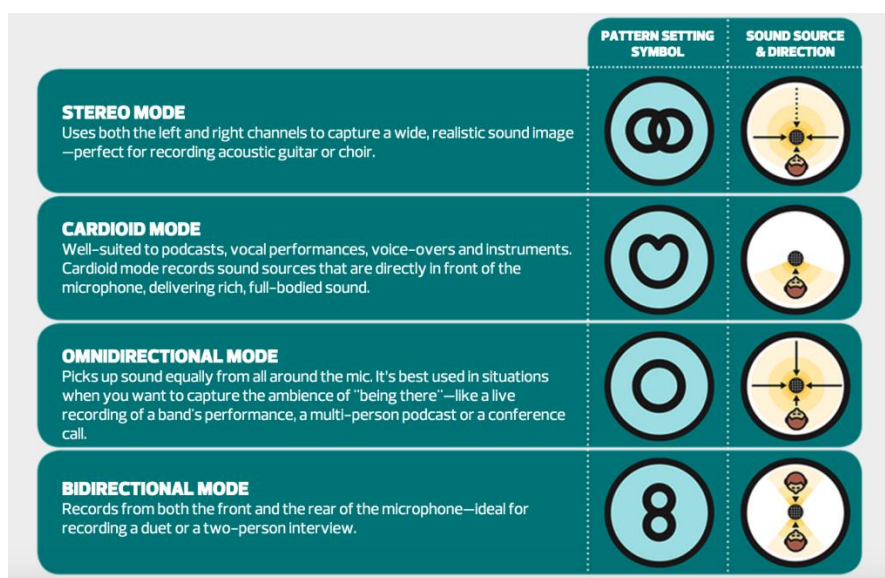 PATTERN SETTING
SYMBOL
SOUND SOURCE
& DIRECTION
STEREO MODE
Uses both the left and right channels to capture a wide, realistic sound image
—perfect for recording acoustic guitar or choir.
CARDIOID MODE
Well-suited to podcasts, vocal performances, voice-overs and instruments.
Cardioid mode records sound sources that are directly in front of the
microphone, delivering rich, full-bodied sound.
OMNIDIRECTIONAL MODE
Picks up sound equally from all around the mic. It's best used in situations
when you want to capture the ambience of "being there"—like a live
recording of a band's performance, a multi-person podcast or a conference
call.
BIDIRECTIONAL MODE
Records from both the front and the rear of the microphone—ideal for
recording a duet or a two-person interview.